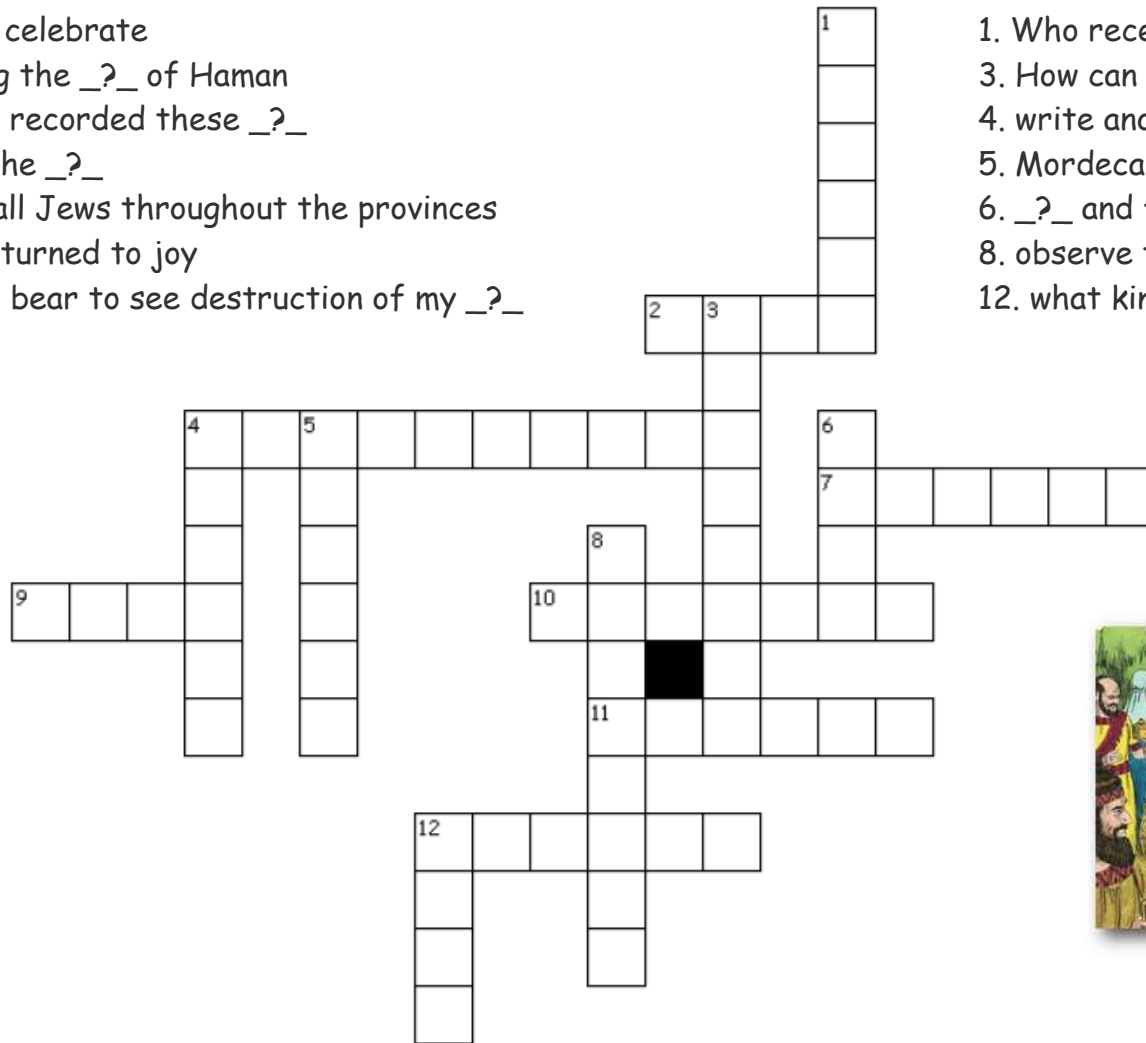 celebrate
g the _?_ of Haman
recorded these _?_
he _?_
all Jews throughout the provinces
turned to joy
bear to see destruction of my _?_
1. Who rece
3. How can
4. write and
5. Mordeca
6. _?_ and
8. observe
12. what kin
1
2
3
4
5
6
7
8
9
10
11
12